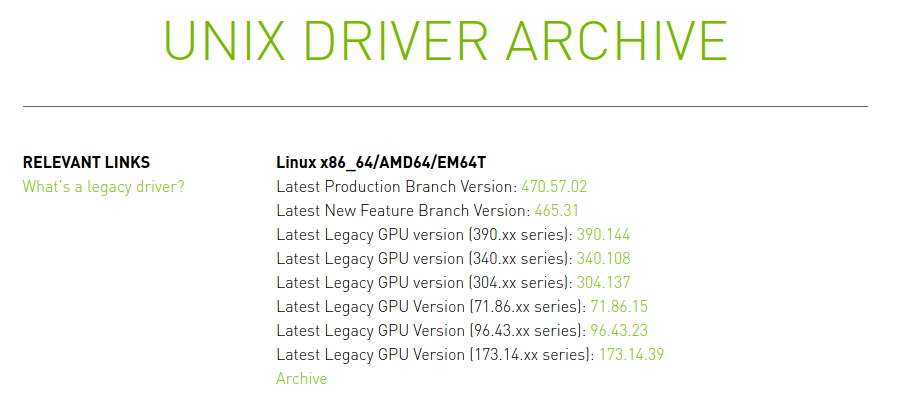 UNIX DRIVER ARCHIVE
RELEVANT LINKS
What's a legacy driver?
Linux x86_64/AMD64/EM64T
Latest Production Branch Version: 470.57.02
Latest New Feature Branch Version: 465.31
Latest Legacy GPU version (390.xx series): 390.144
Latest Legacy GPU version (340.xx series): 340.108
Latest Legacy GPU version (304.xx series): 304.137
Latest Legacy GPU Version (71.86.xx series): 71.86.15
Latest Legacy GPU Version (96.43.xx series): 96.43.23
Latest Legacy GPU Version (173.14.xx series): 173.14.39
Archive